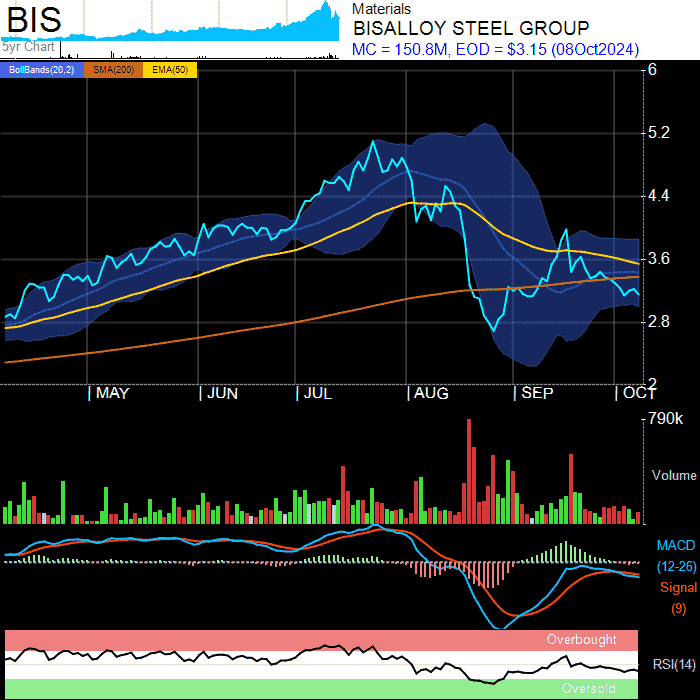 BIS
5yr Chart
Materials
BISALLOY STEEL GROUP
MC = 150.8M, EOD = $3.15 (08Oct2024)
BollBands(20,2) SMA(200) EMA(50)
6
5.2
4.4
3.6
2.8
2
| MAY | JUN | JUL | AUG | SEP | OCT
790k
Volume
MACD
(12-26)
Signal
(9)
Overbought
RSI(14)
Oversold